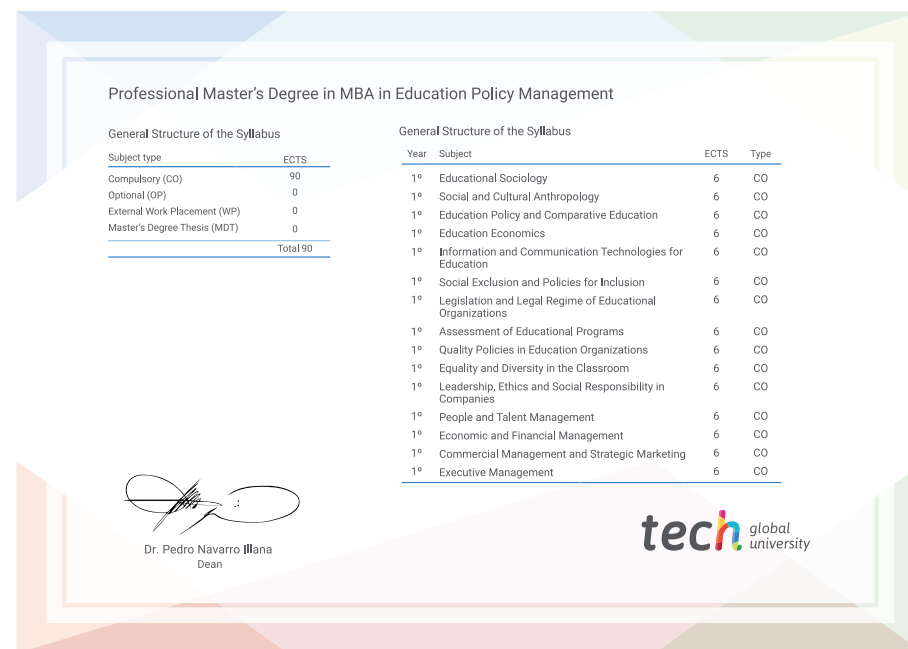 Professional Master's Degree in MBA in Education Policy Management
General Structure of the Syllabus
Subject type ECTS
Compulsory (CO) 90
Optional (OP) 0
External Work Placement (WP) 0
Master's Degree Thesis (MDT) 0
Total 90
General Structure of the Syllabus
Year Subject ECTS Type
1º Educational Sociology 6 CO
1º Social and Cultural Anthropology 6 CO
1º Education Policy and Comparative Education 6 CO
1º Education Economics 6 CO
1º Information and Communication Technologies for 6 CO
Education
1º Social Exclusion and Policies for Inclusion 6 CO
1º Legislation and Legal Regime of Educational 6 CO
Organizations
1º Assessment of Educational Programs 6 CO
1º Quality Policies in Education Organizations 6 CO
1º Equality and Diversity in the Classroom 6 CO
1º Leadership, Ethics and Social Responsibility in 6 CO
Companies
1º People and Talent Management 6 CO
1º Economic and Financial Management 6 CO
1º Commercial Management and Strategic Marketing 6 CO
1º Executive Management 6 CO
Dr. Pedro Navarro Illana
Dean
tech global
university